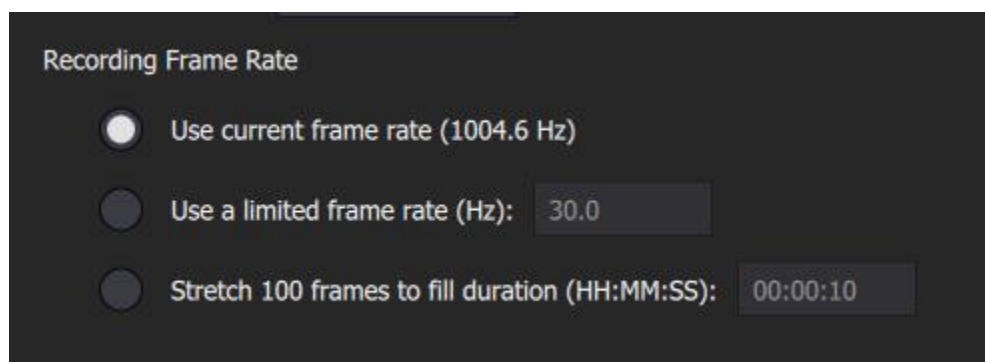 Recording Frame Rate
Use current frame rate (1004.6 Hz)
Use a limited frame rate (Hz): 30.0
Stretch 100 frames to fill duration (HH:MM:SS): 00:00:10